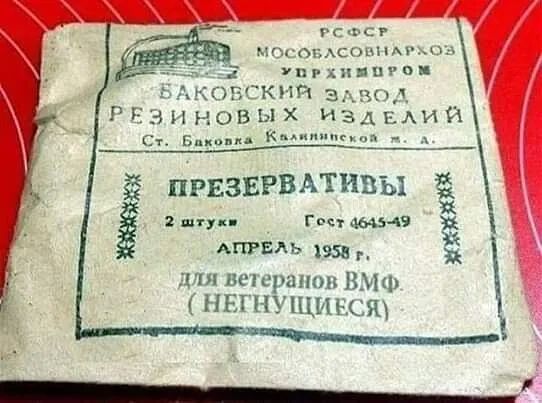 РСФСР
МОСОБЛСОВНАРХОЗ
УПРХИМПРОМ
БАКОВСКИЙ ЗАВОД
РЕЗИНОВЫХ ИЗДЕЛИЙ
Ст. Баковка Калининской ж. д.
ПРЕЗЕРВАТИВЫ
2 штуки Гост 4645-49
АПРЕЛЬ 1958 г.
для ветеранов ВМФ
(НЕГНУЩИЕСЯ)